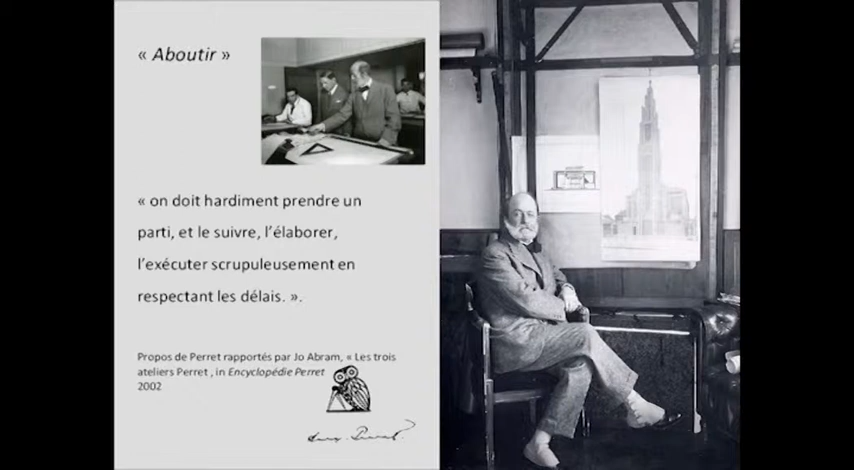 « Aboutir »
« on doit hardiment prendre un
parti, et le suivre, l'élaborer,
l'exécuter scrupuleusement en
respectant les délais. ».
Propos de Perret rapportés par Jo Abram, « Les trois
ateliers Perret , in Encyclopédie Perret
2002